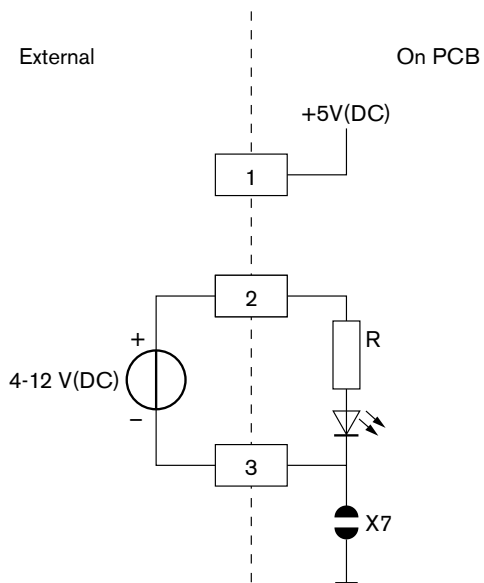 External
On PCB
+5V(DC)
1
2
+
R
4-12 V(DC)
–
3
X7